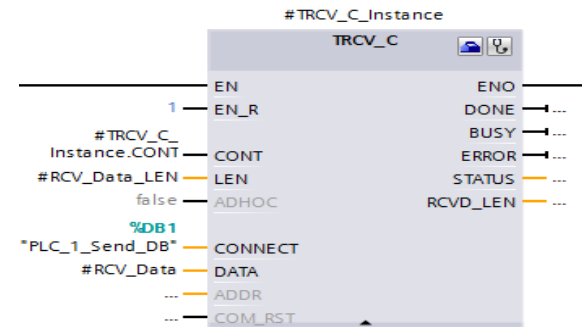 #TRCV_C_Instance
TRCV_C
EN ENO
1 EN_R DONE ...
BUSY ...
#TRCV_C_
Instance.CONT CONT ERROR ...
#RCV_Data_LEN LEN STATUS ...
false ADHOC RCVD_LEN ...
%DB1
"PLC_1_Send_DB" CONNECT
#RCV_Data DATA
... ADDR
... COM_RST